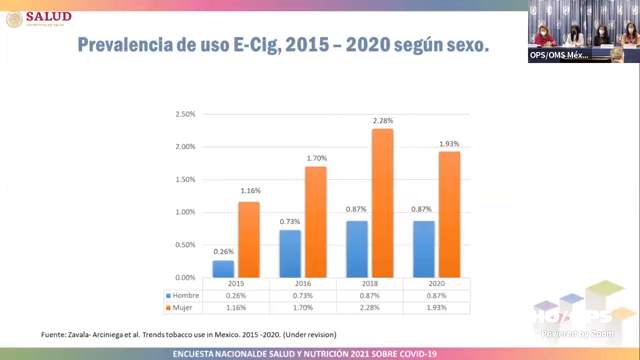 SALUD
Prevalencia de uso E-Cig, 2015 – 2020 según sexo.
OPS/OMS Méx...
2.50%
2.00%
1.50%
1.00%
0.50%
0.00%
0.26%
1.16%
0.73%
1.70%
0.87%
2.28%
0.87%
1.93%
2015 2016 2018 2020
Hombre 0.26% 0.73% 0.87% 0.87%
Mujer 1.16% 1.70% 2.28% 1.93%
Fuente: Zavala- Arciniega et al. Trends tobacco use in Mexico. 2015 -2020. (Under revision)
Powered by Zoom
ENCUESTA NACIONALDE SALUD Y NUTRICIÓN 2021 SOBRE COVID-19